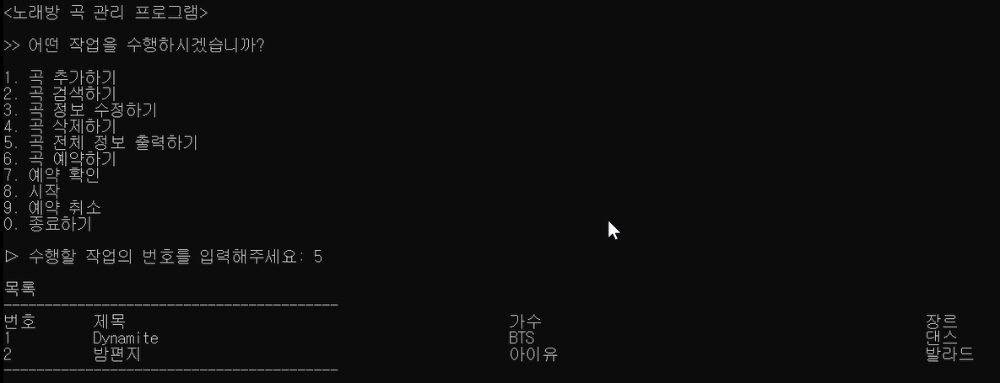 <노래방 곡 관리 프로그램>
>> 어떤 작업을 수행하시겠습니까?
1. 곡 추가하기
2. 곡 검색하기
3. 곡 정보 수정하기
4. 곡 삭제하기
5. 곡 전체 정보 출력하기
6. 곡 예약하기
7. 예약 확인
8. 시작
9. 예약 취소
0. 종료하기
▷ 수행할 작업의 번호를 입력해주세요: 5
목록
-----------------------------------------
번호 제목 가수 장르
1 Dynamite BTS 댄스
2 밤편지 아이유 발라드
-----------------------------------------